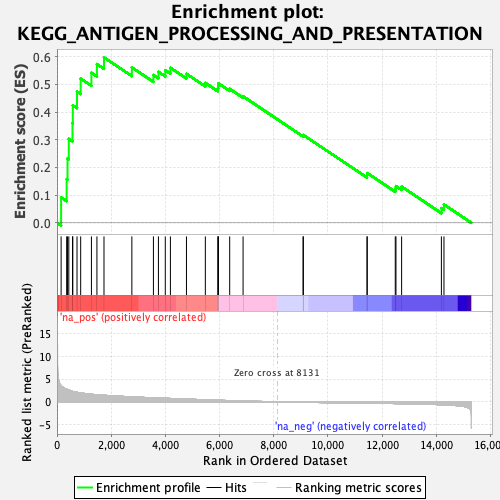 Enrichment plot:
KEGG_ANTIGEN_PROCESSING_AND_PRESENTATION
Enrichment score (ES)
0.6
0.5
0.4
0.3
0.2
0.1
0.0
'na_pos' (positively correlated)
Ranked list metric (PreRanked)
15
10
5
0
-5
Zero cross at 8131
'na_neg' (negatively correlated)
0 2,000 4,000 6,000 8,000 10,000 12,000 14,000 16,000
Rank in Ordered Dataset
Enrichment profile Hits Ranking metric scores